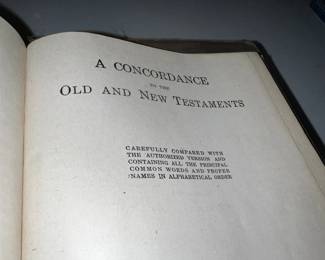 A CONCORDANCE
TO THE
OLD AND NEW TESTAMENTS
CAREFULLY COMPARED WITH
THE AUTHORIZED VERSION AND
CONTAINING ALL THE PRINCIPAL
COMMON WORDS AND PROPER
NAMES IN ALPHABETICAL ORDER